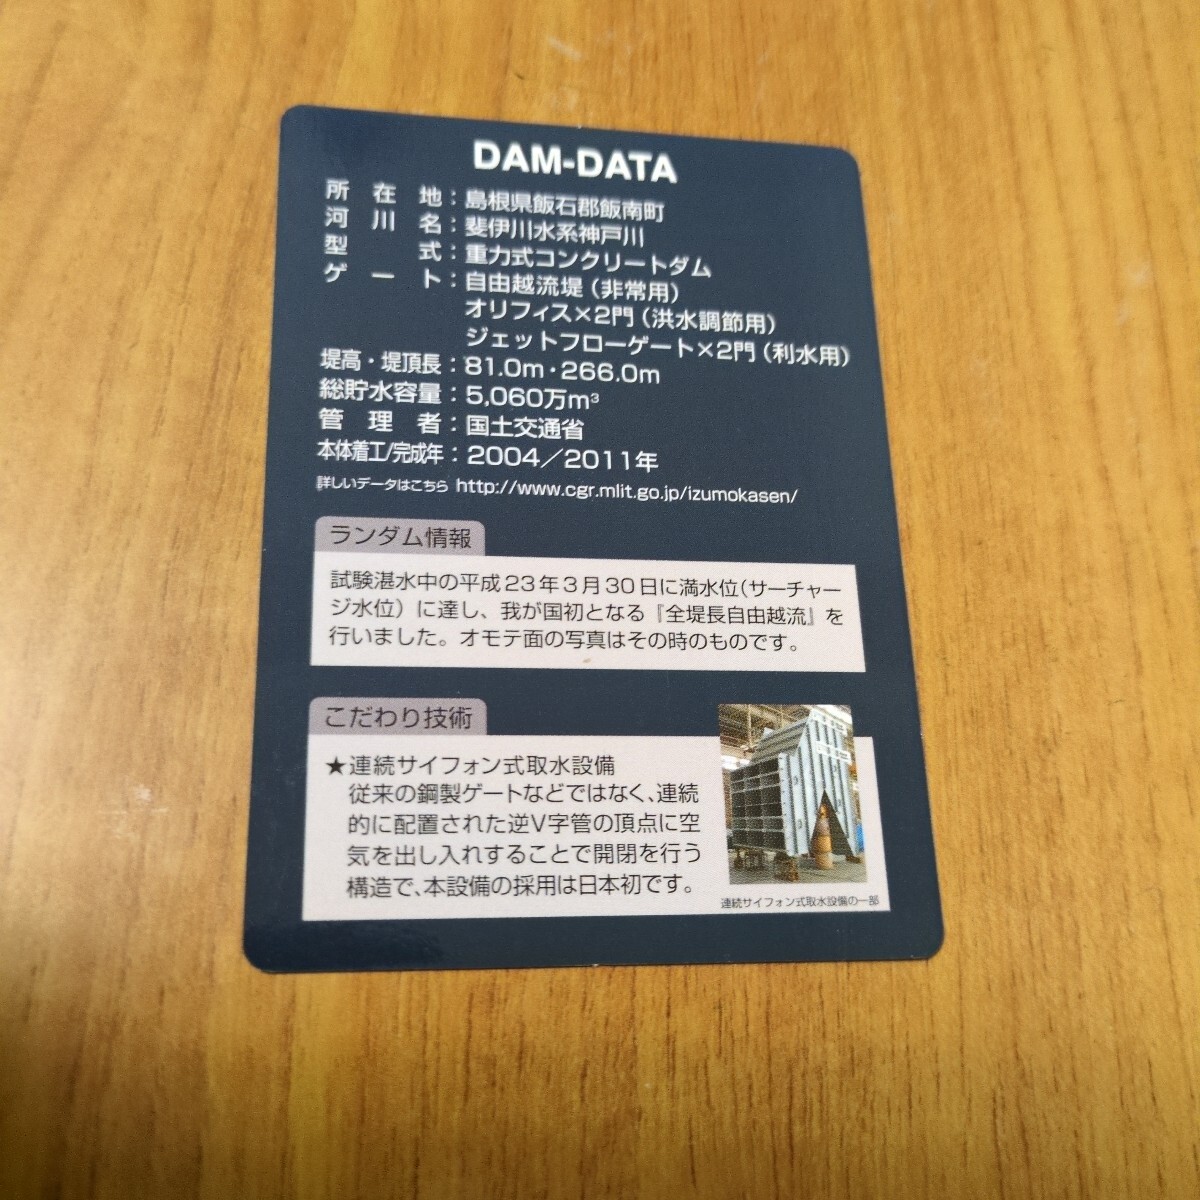 DAM-DATA
所在地：島根県飯石郡飯南町
河川名：斐伊川水系神戸川
型式：重力式コンクリートダム
ゲート：自由越流堤（非常用）
オリフィス×2門（洪水調節用）
ジェットフローゲート×2門（利水用）
堤高・堤頂長：81.0m・266.0m
総貯水容量：5,060万m³
管理者：国土交通省
本体着工/完成年：2004／2011年
詳しいデータはこちら http://www.cgr.mlit.go.jp/izumokasen/
ランダム情報
試験湛水中の平成23年3月30日に満水位（サーチャー
ジ水位）に達し、我が国初となる『全堤長自由越流』を
行いました。オモテ面の写真はその時のものです。
こだわり技術
★連続サイフォン式取水設備
従来の鋼製ゲートなどではなく、連続
的に配置された逆V字管の頂点に空
気を出し入れすることで開閉を行う
構造で、本設備の採用は日本初です。
連続サイフォン式取水設備の一部